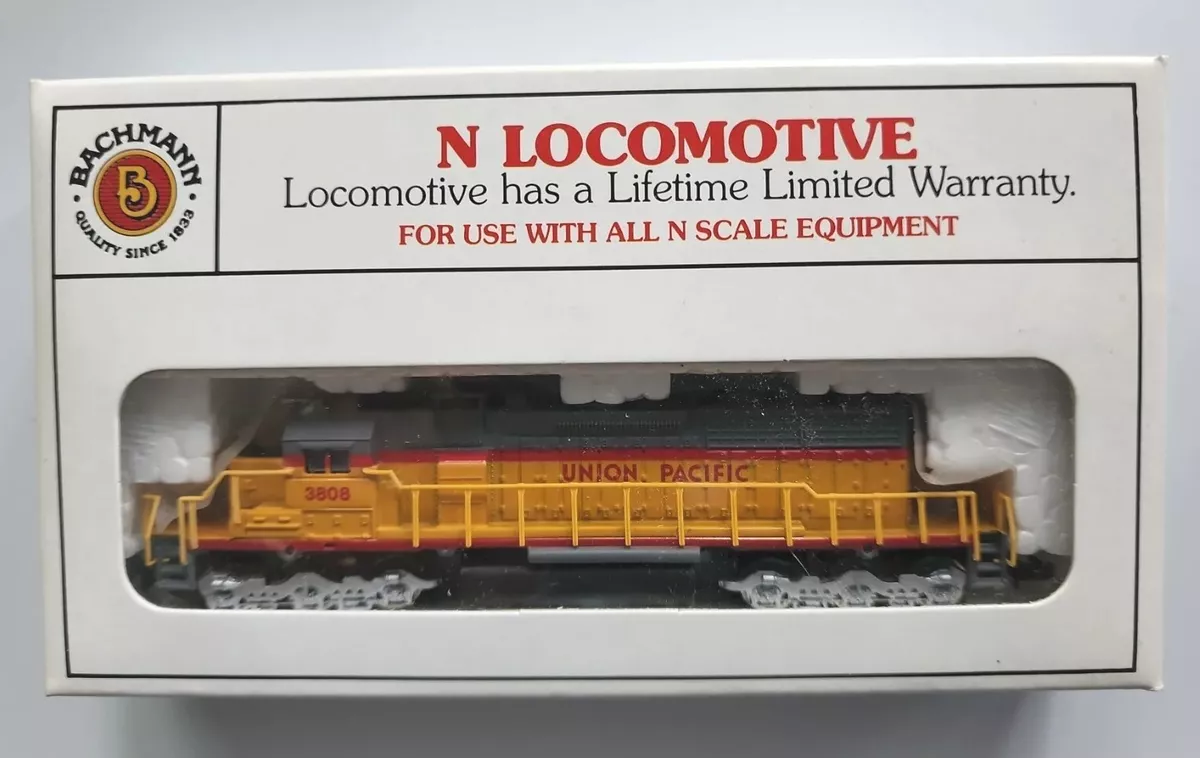 BACHMANN
B
QUALITY SINCE 1833
N LOCOMOTIVE
Locomotive has a Lifetime Limited Warranty.
FOR USE WITH ALL N SCALE EQUIPMENT
UNION PACIFIC
3808